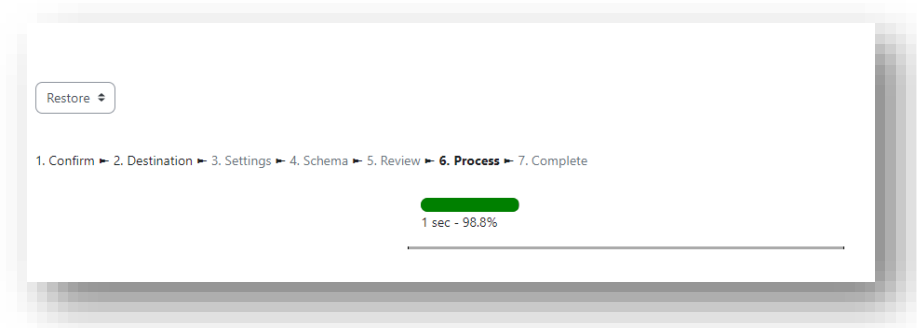 Restore
1. Confirm ► 2. Destination ► 3. Settings ► 4. Schema ► 5. Review ► 6. Process ► 7. Complete
1 sec - 98.8%